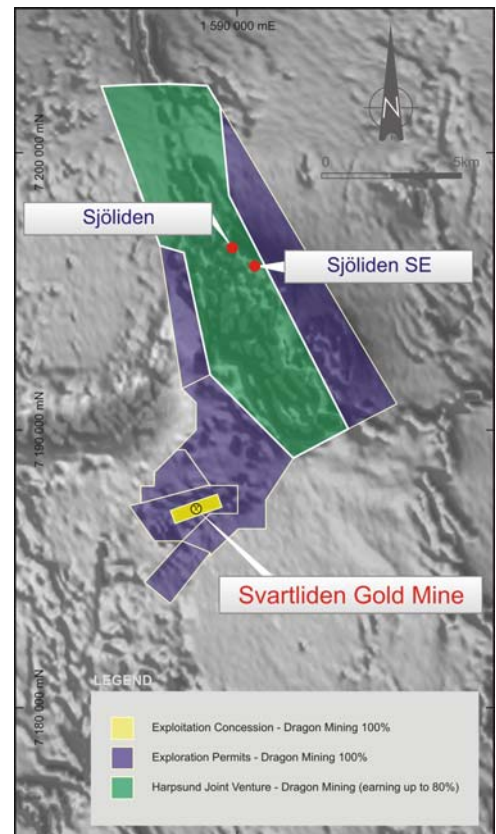 1 590 000 mE
N
7 200 000 mN
0 5km
Sjöliden
Sjöliden SE
7 190 000 mN
Svartliden Gold Mine
7 180 000 mN
LEGEND
Exploitation Concession - Dragon Mining 100%
Exploration Permits - Dragon Mining 100%
Harpsund Joint Venture - Dragon Mining (earning up to 80%)